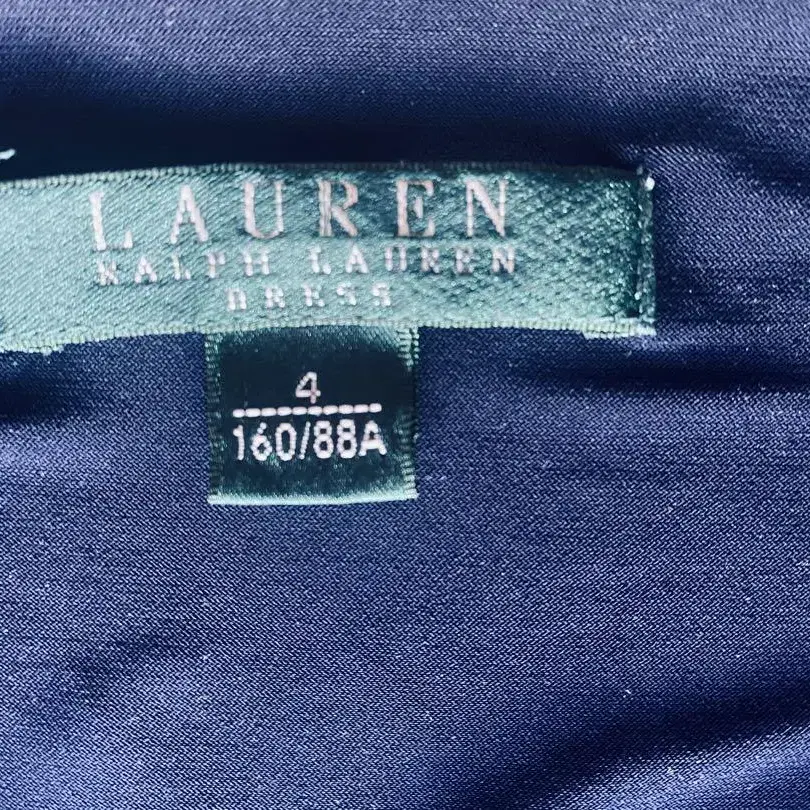 LAUREN
RALPH LAUREN
DRESS
4
160/88A